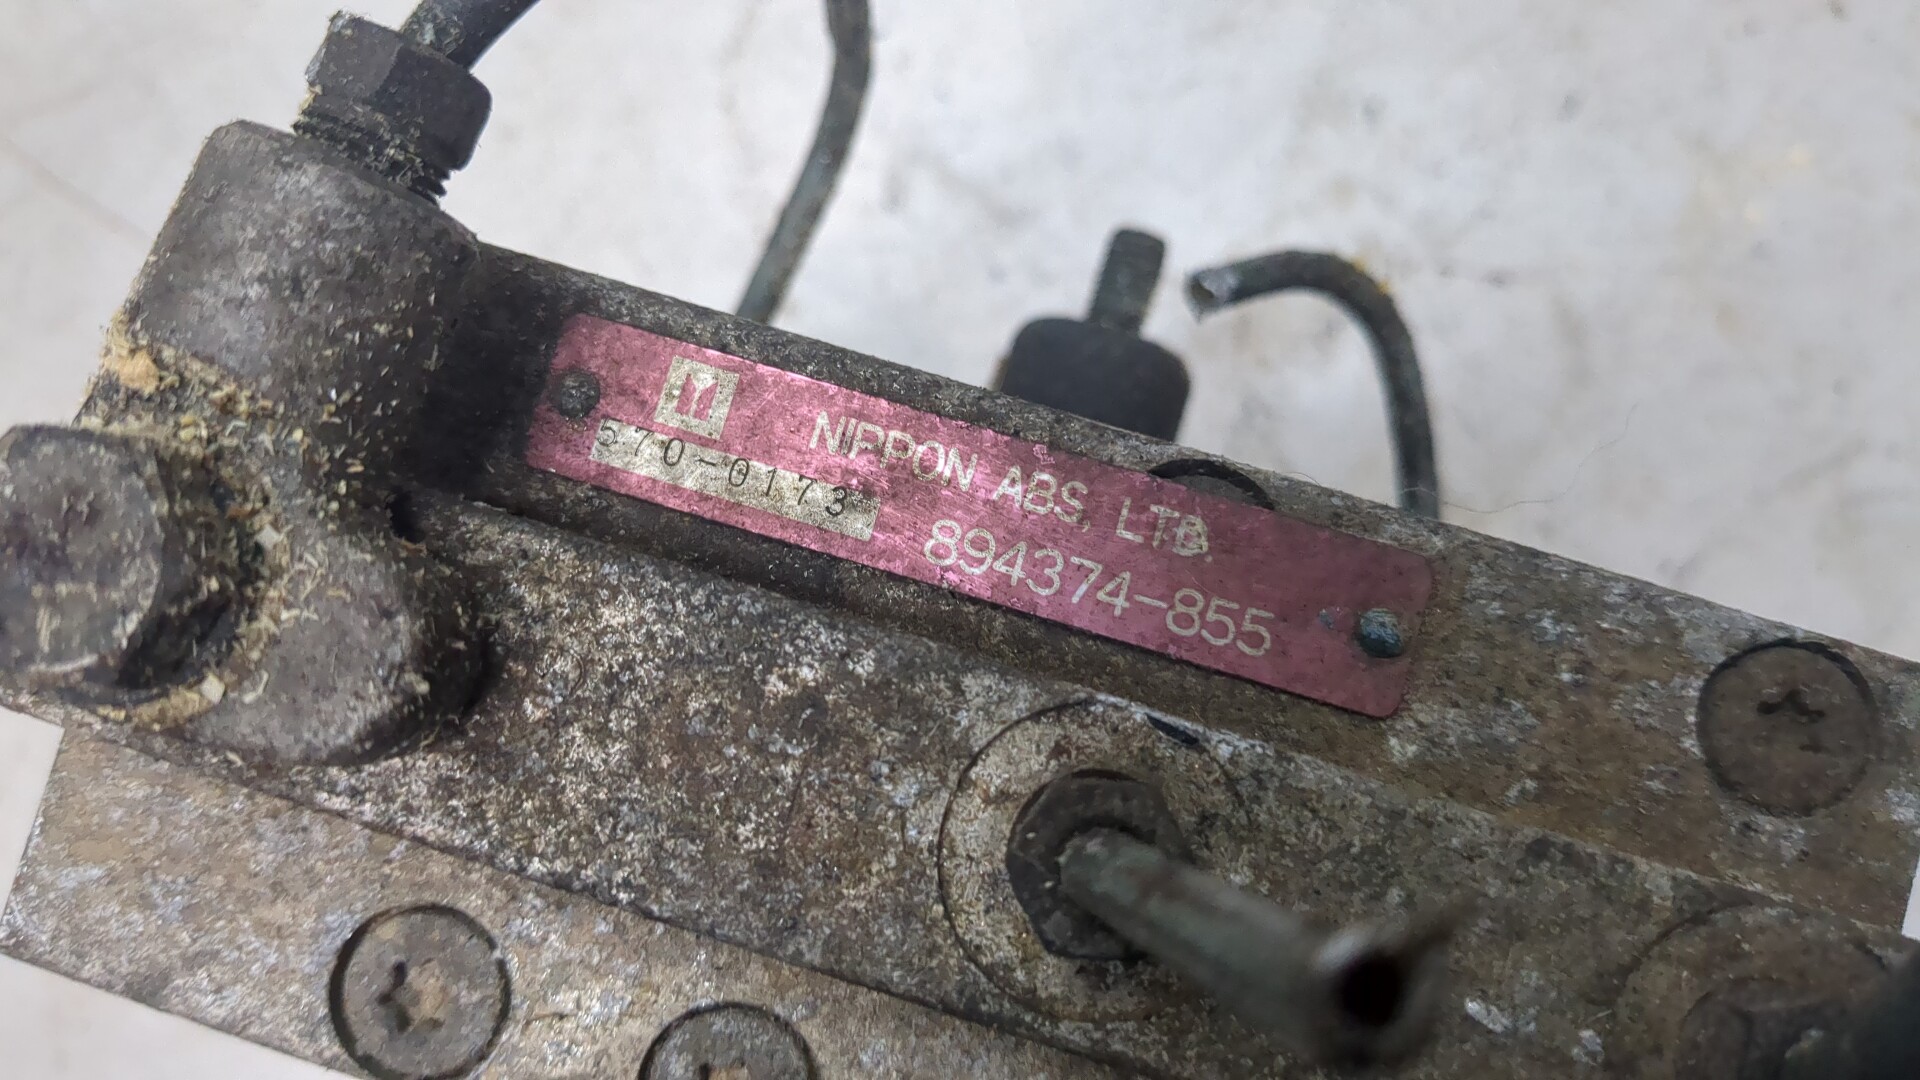 NIPPON ABS, LTD.
570-0173
894374-855